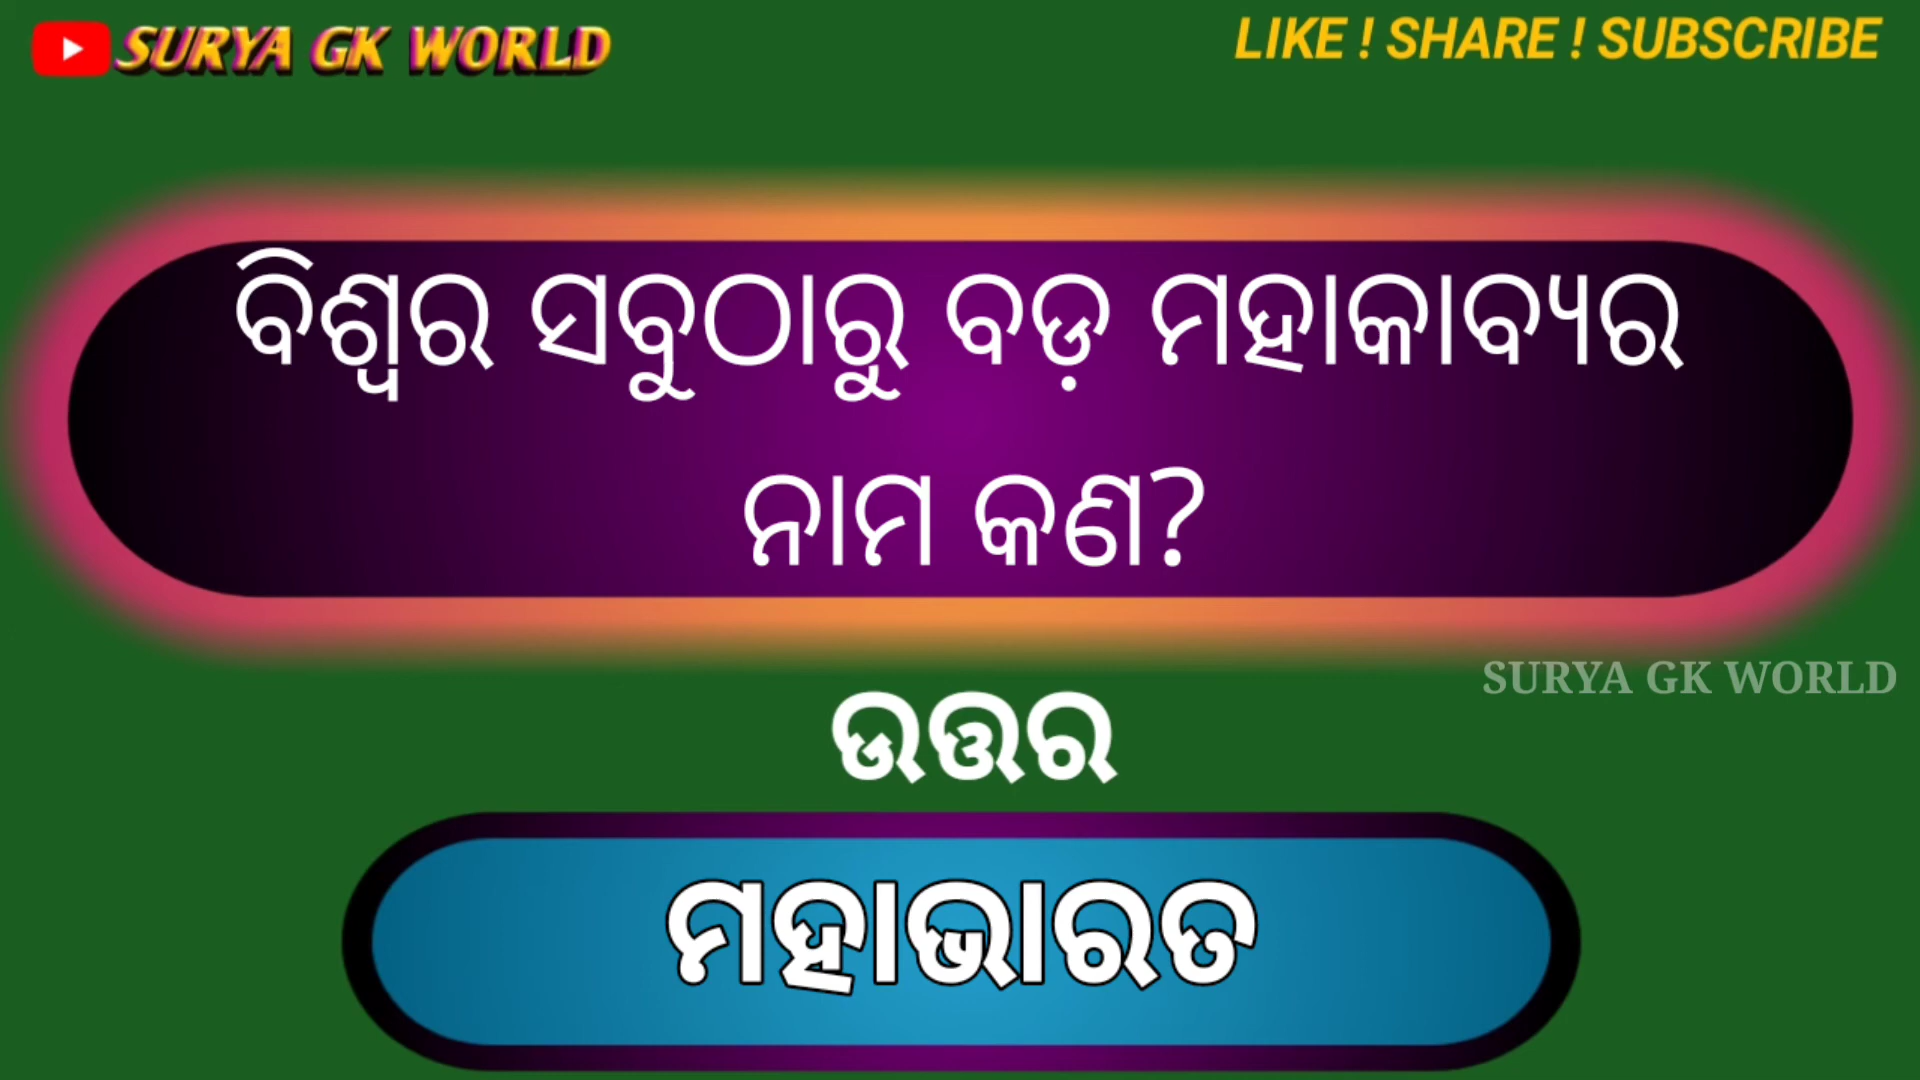 SURYA GK WORLD
LIKE ! SHARE ! SUBSCRIBE
ବିଶ୍ୱର ସବୁଠାରୁ ବଡ଼ ମହାକାବ୍ୟର
ନାମ କଣ?
SURYA GK WORLD
ଉତ୍ତର
ମହାଭାରତ